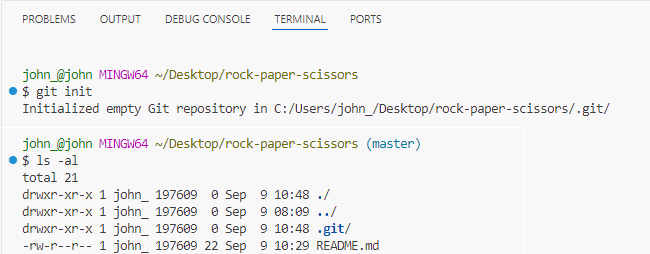 PROBLEMS OUTPUT DEBUG CONSOLE TERMINAL PORTS
john_@john MINGW64 ~/Desktop/rock-paper-scissors
$ git init
Initialized empty Git repository in C:/Users/john_/Desktop/rock-paper-scissors/.git/
john_@john MINGW64 ~/Desktop/rock-paper-scissors (master)
$ ls -al
total 21
drwxr-xr-x 1 john_ 197609  0 Sep  9 10:48 ./
drwxr-xr-x 1 john_ 197609  0 Sep  9 08:09 ../
drwxr-xr-x 1 john_ 197609  0 Sep  9 10:48 .git/
-rw-r--r-- 1 john_ 197609 22 Sep  9 10:29 README.md